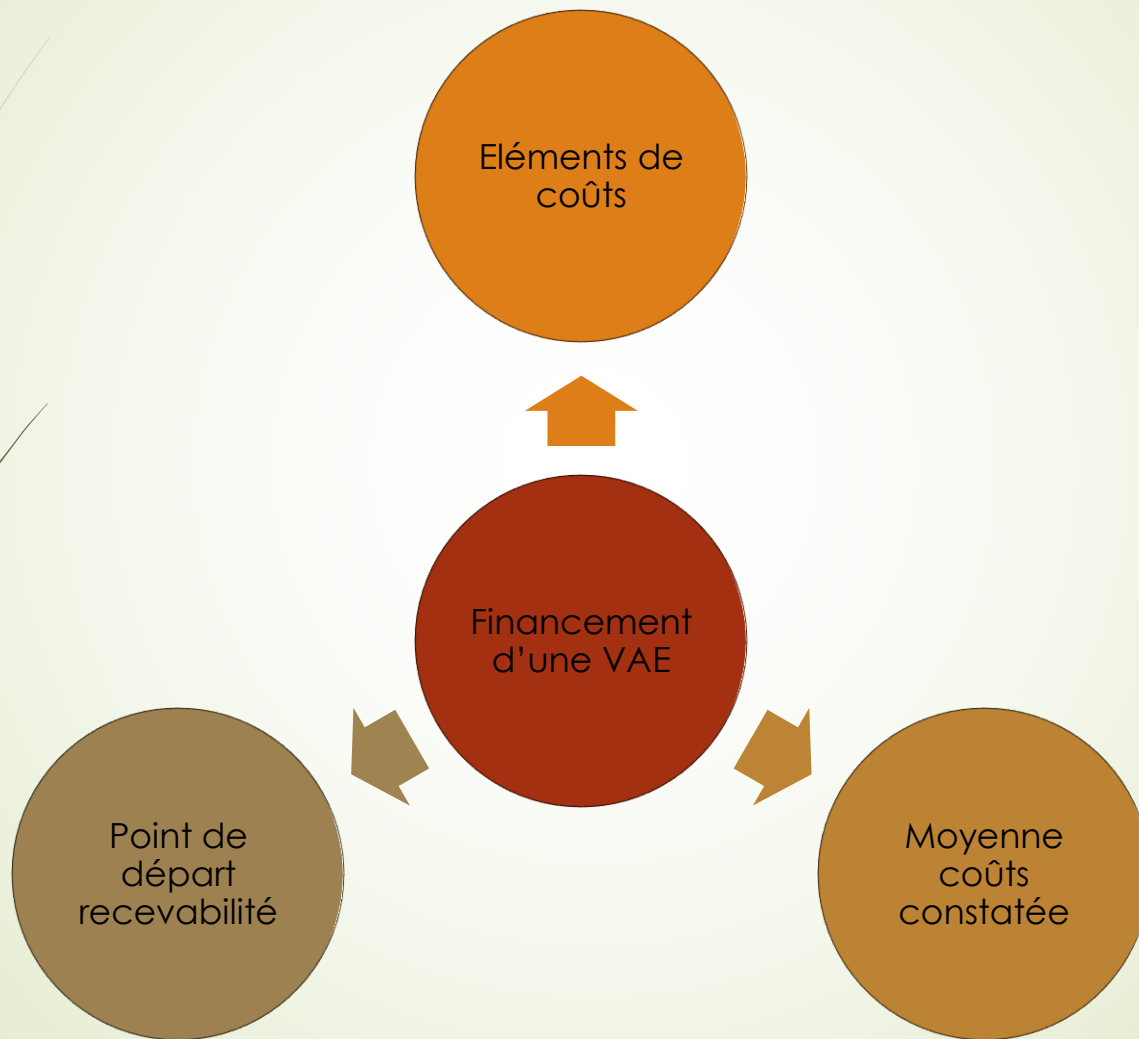 Eléments de
coûts
Financement
d’une VAE
Point de
départ
recevabilité
Moyenne
coûts
constatée